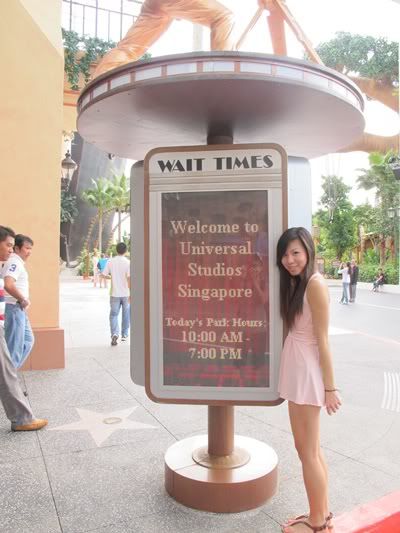 WAIT TIMES
Welcome to
Universal
Studios
Singapore
Today's Park Hours:
10:00 AM -
7:00 PM